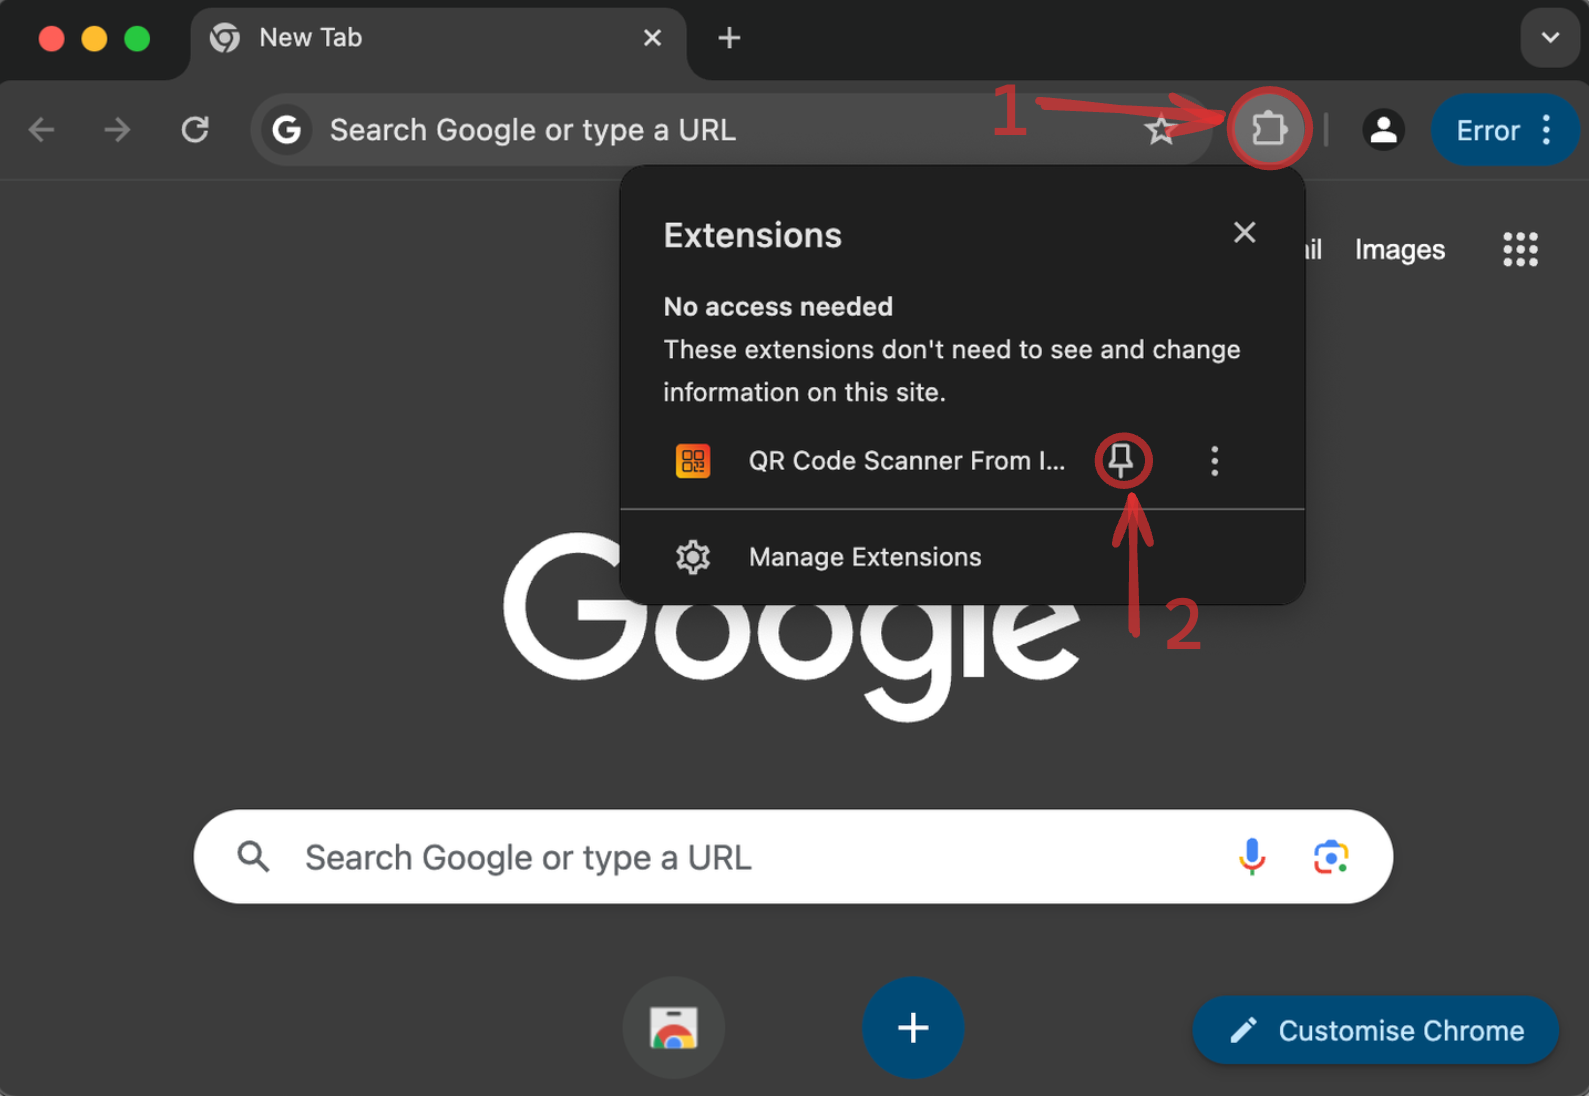 New Tab
Search Google or type a URL
1
Error
Extensions
il Images
No access needed
These extensions don't need to see and change
information on this site.
QR Code Scanner From I...
Manage Extensions
2
Google
Search Google or type a URL
Customise Chrome